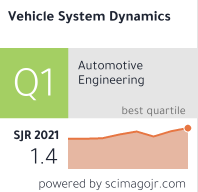 Vehicle System Dynamics
Q1
Automotive
Engineering
best quartile
SJR 2021
1.4
powered by scimagojr.com